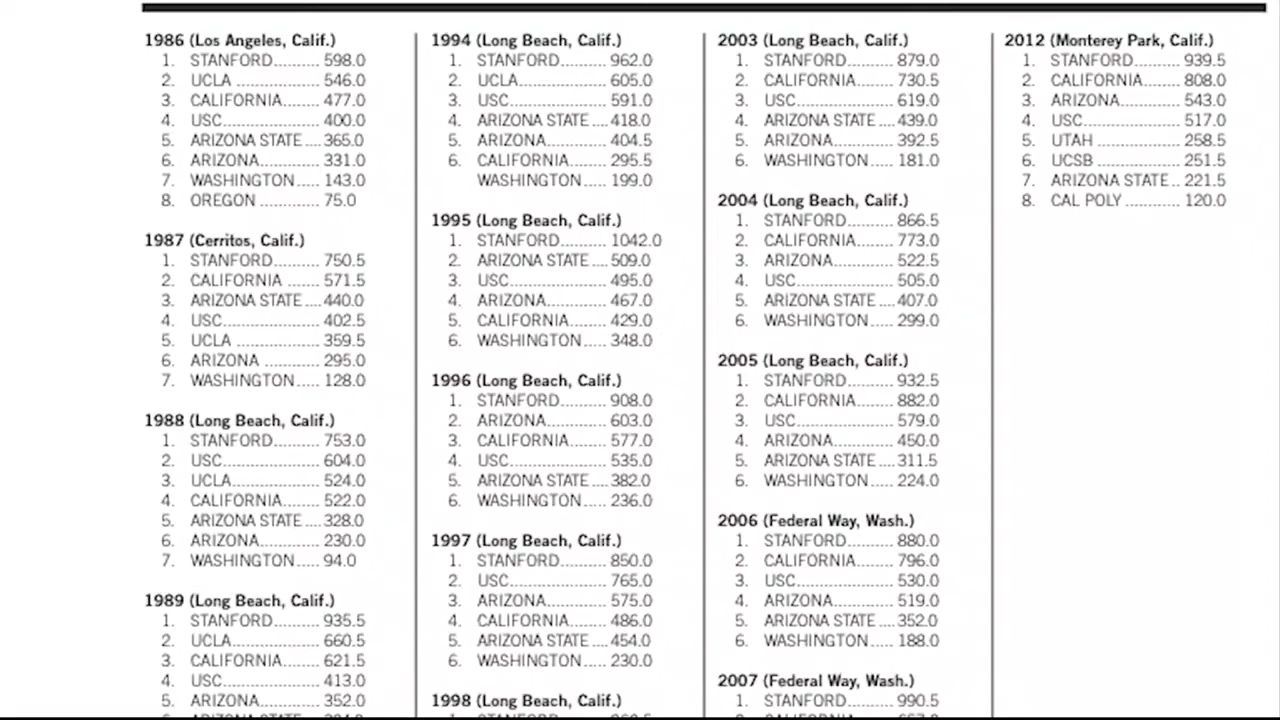 1986 (Los Angeles, Calif.)
1. STANFORD.......... 598.0
2. UCLA .................. 546.0
3. CALIFORNIA........ 477.0
4. USC..................... 400.0
5. ARIZONA STATE .... 365.0
6. ARIZONA.............. 331.0
7. WASHINGTON ..... 143.0
8. OREGON ............. 75.0
1987 (Cerritos, Calif.)
1. STANFORD.......... 750.5
2. CALIFORNIA ....... 571.5
3. ARIZONA STATE .... 440.0
4. USC..................... 402.5
5. UCLA .................. 359.5
6. ARIZONA ............. 295.0
7. WASHINGTON ..... 128.0
1988 (Long Beach, Calif.)
1. STANFORD.......... 753.0
2. USC..................... 604.0
3. UCLA................... 524.0
4. CALIFORNIA........ 522.0
5. ARIZONA STATE .... 328.0
6. ARIZONA.............. 230.0
7. WASHINGTON ..... 94.0
1989 (Long Beach, Calif.)
1. STANFORD.......... 935.5
2. UCLA................... 660.5
3. CALIFORNIA........ 621.5
4. USC..................... 413.0
5. ARIZONA.............. 352.0
1994 (Long Beach, Calif.)
1. STANFORD.......... 962.0
2. UCLA................... 605.0
3. USC..................... 591.0
4. ARIZONA STATE .... 418.0
5. ARIZONA.............. 404.5
6. CALIFORNIA........ 295.5
WASHINGTON ..... 199.0
1995 (Long Beach, Calif.)
1. STANFORD.......... 1042.0
2. ARIZONA STATE .... 509.0
3. USC..................... 495.0
4. ARIZONA.............. 467.0
5. CALIFORNIA........ 429.0
6. WASHINGTON ..... 348.0
1996 (Long Beach, Calif.)
1. STANFORD.......... 908.0
2. ARIZONA.............. 603.0
3. CALIFORNIA........ 577.0
4. USC..................... 535.0
5. ARIZONA STATE .... 382.0
6. WASHINGTON ..... 236.0
1997 (Long Beach, Calif.)
1. STANFORD.......... 850.0
2. USC..................... 765.0
3. ARIZONA.............. 575.0
4. CALIFORNIA........ 486.0
5. ARIZONA STATE .... 454.0
6. WASHINGTON ..... 230.0
1998 (Long Beach, Calif.)
2003 (Long Beach, Calif.)
1. STANFORD.......... 879.0
2. CALIFORNIA........ 730.5
3. USC..................... 619.0
4. ARIZONA STATE .... 439.0
5. ARIZONA.............. 392.5
6. WASHINGTON ..... 181.0
2004 (Long Beach, Calif.)
1. STANFORD.......... 866.5
2. CALIFORNIA........ 773.0
3. ARIZONA.............. 522.5
4. USC..................... 505.0
5. ARIZONA STATE .... 407.0
6. WASHINGTON ..... 299.0
2005 (Long Beach, Calif.)
1. STANFORD.......... 932.5
2. CALIFORNIA........ 882.0
3. USC..................... 579.0
4. ARIZONA.............. 450.0
5. ARIZONA STATE .... 311.5
6. WASHINGTON ..... 224.0
2006 (Federal Way, Wash.)
1. STANFORD.......... 880.0
2. CALIFORNIA........ 796.0
3. USC..................... 530.0
4. ARIZONA.............. 519.0
5. ARIZONA STATE .... 352.0
6. WASHINGTON ..... 188.0
2007 (Federal Way, Wash.)
1. STANFORD.......... 990.5
2012 (Monterey Park, Calif.)
1. STANFORD.......... 939.5
2. CALIFORNIA........ 808.0
3. ARIZONA.............. 543.0
4. USC..................... 517.0
5. UTAH .................. 258.5
6. UCSB .................. 251.5
7. ARIZONA STATE .. 221.5
8. CAL POLY ............ 120.0